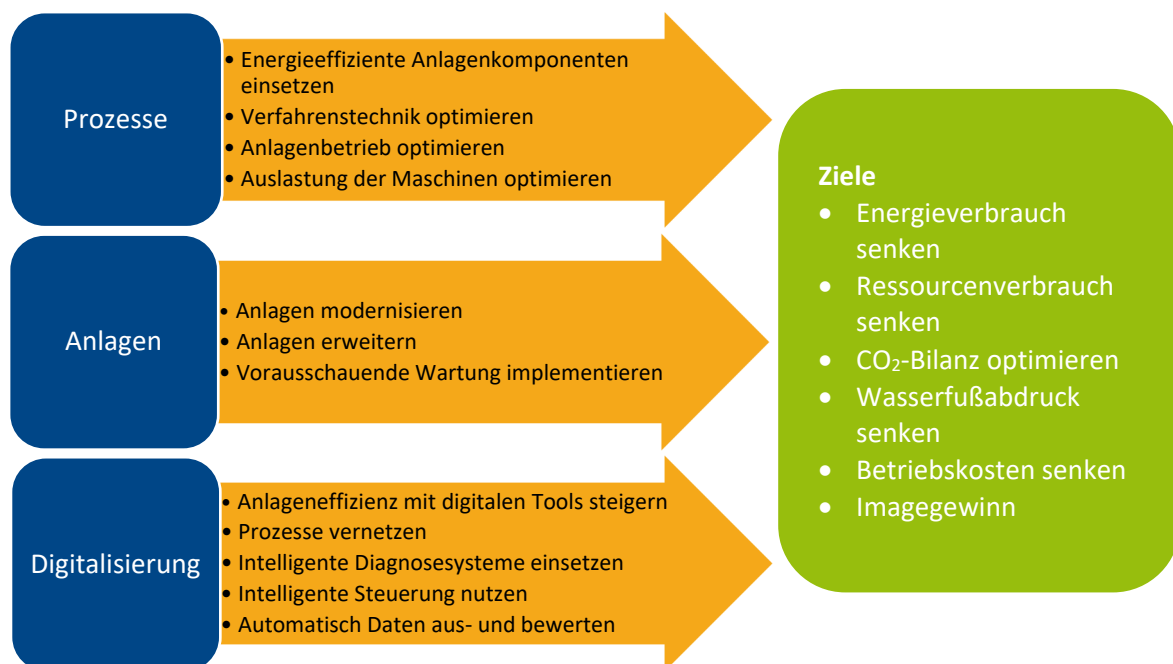 Prozesse
• Energieeffiziente Anlagenkomponenten
einsetzen
• Verfahrenstechnik optimieren
• Anlagenbetrieb optimieren
• Auslastung der Maschinen optimieren
Anlagen
• Anlagen modernisieren
• Anlagen erweitern
• Vorausschauende Wartung implementieren
Digitalisierung
• Anlageneffizienz mit digitalen Tools steigern
• Prozesse vernetzen
• Intelligente Diagnosesysteme einsetzen
• Intelligente Steuerung nutzen
• Automatisch Daten aus- und bewerten
Ziele
• Energieverbrauch
senken
• Ressourcenverbrauch
senken
• CO₂-Bilanz optimieren
• Wasserfußabdruck
senken
• Betriebskosten senken
• Imagegewinn